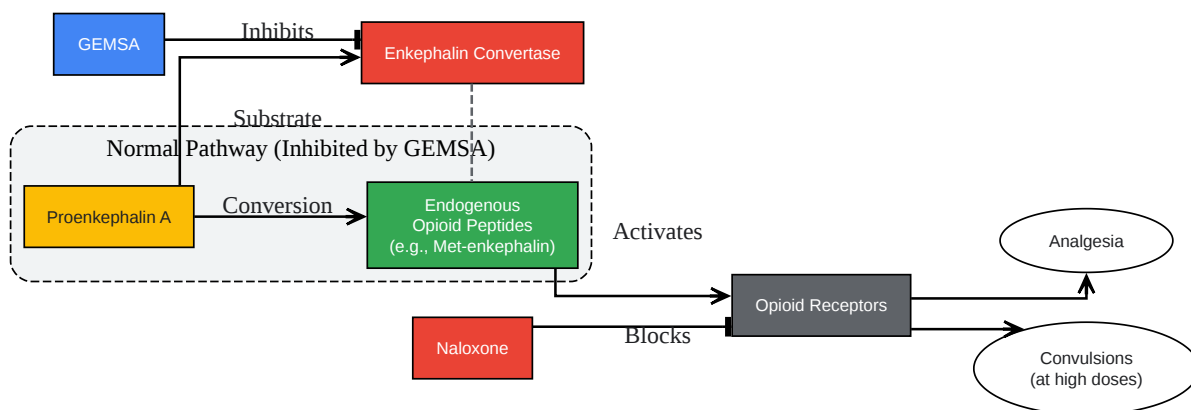 GEMSA
Inhibits
Enkephalin Convertase
Substrate
Normal Pathway (Inhibited by GEMSA)
Proenkephalin A
Conversion
Endogenous
Opioid Peptides
(e.g., Met-enkephalin)
Activates
Analgesia
Opioid Receptors
Naloxone
Blocks
Convulsions
(at high doses)